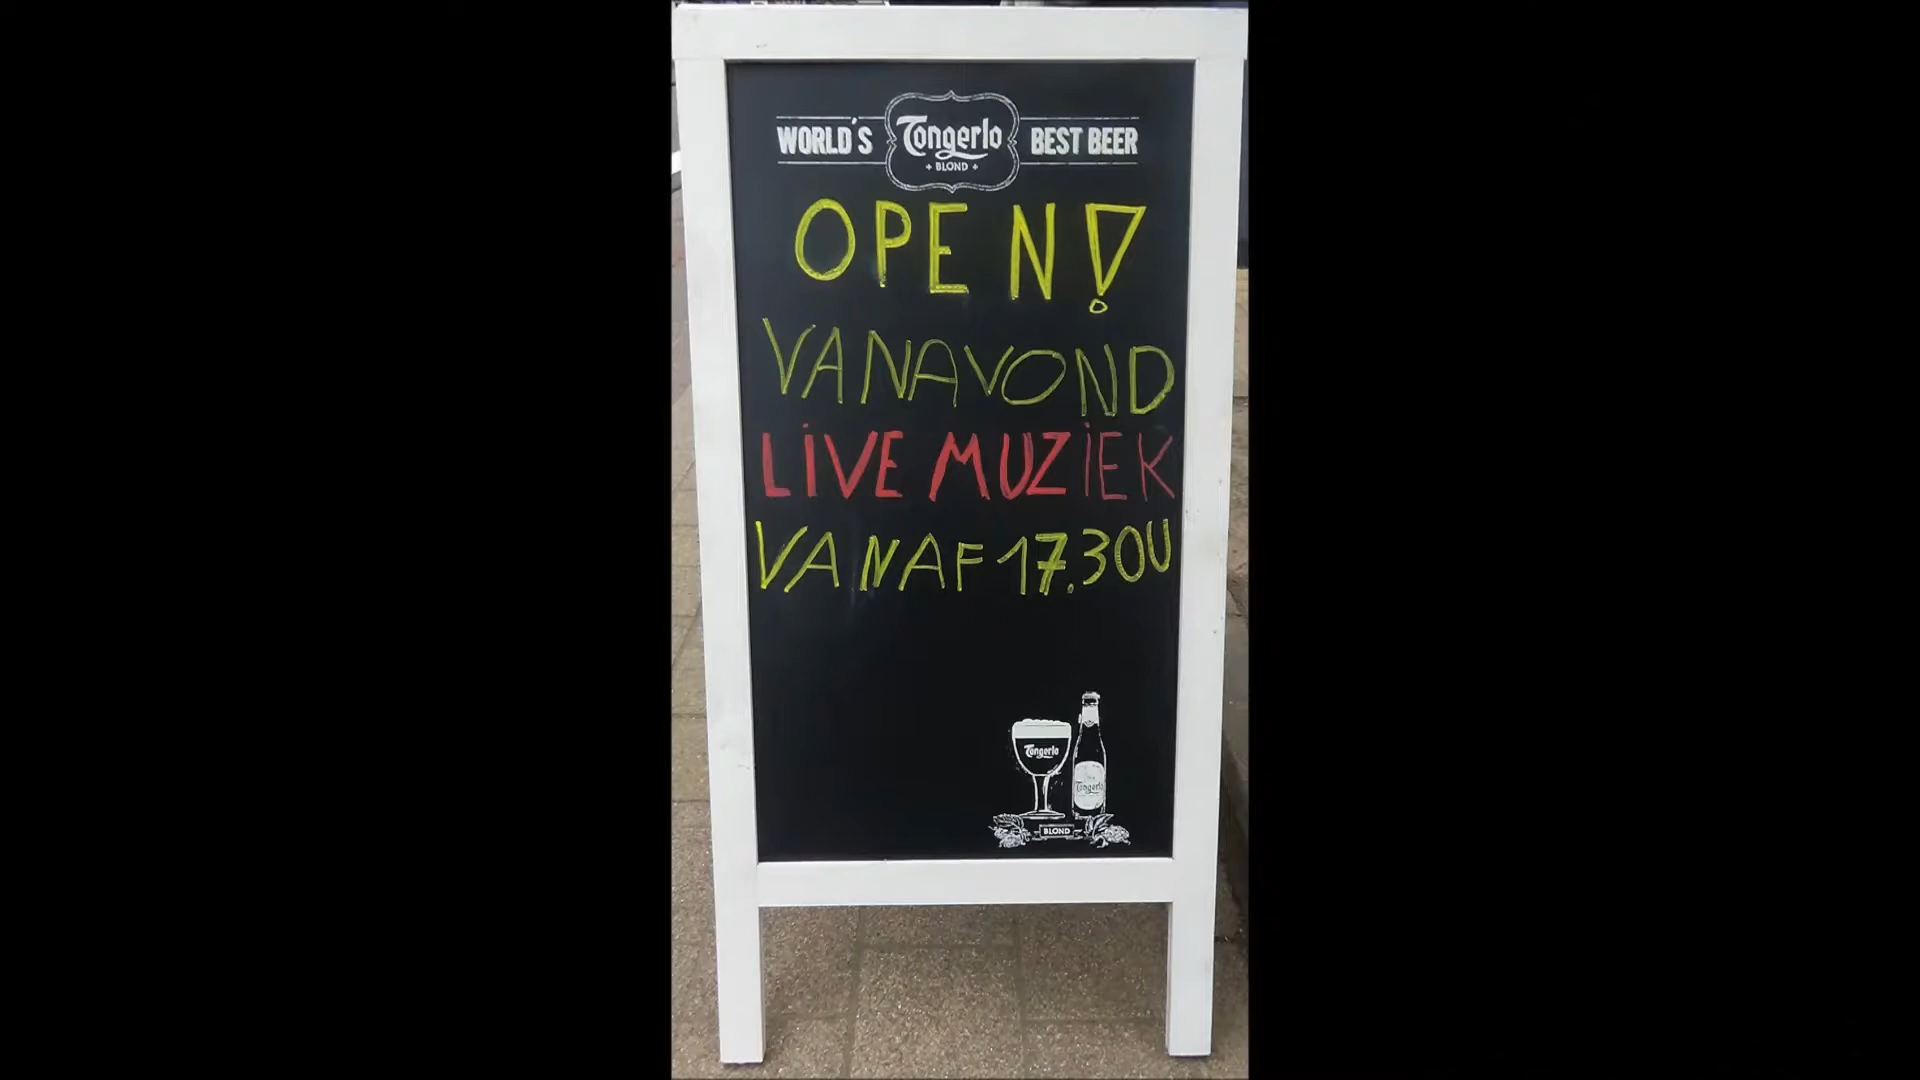 WORLD'S Tongerlo BEST BEER
+ BLOND +
OPEN!
VANAVOND
LIVE MUZIEK
VANAF 17.30U
Tongerlo
Tongerlo
BLOND